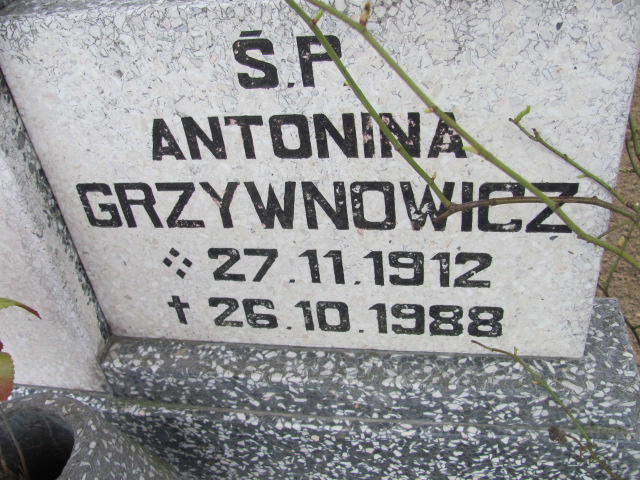 Ś.P.
ANTONINA
GRZYWNOWICZ
27.11.1912
† 26.10.1988